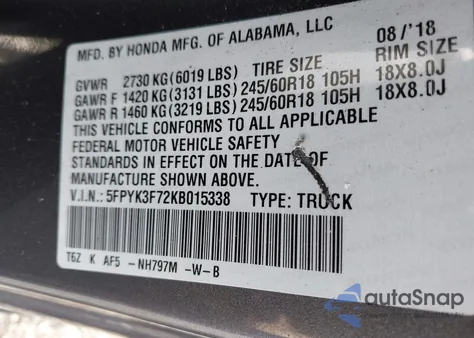 MFD. BY HONDA MFG. OF ALABAMA, LLC 08/'18
GVWR 2730 KG (6019 LBS) TIRE SIZE RIM SIZE
GAWR F 1420 KG (3131 LBS) 245/60R18 105H 18X8.0J
GAWR R 1460 KG (3219 LBS) 245/60R18 105H 18X8.0J
THIS VEHICLE CONFORMS TO ALL APPLICABLE
FEDERAL MOTOR VEHICLE SAFETY
STANDARDS IN EFFECT ON THE DATE OF
MANUFACTURE SHOWN ABOVE.
V.I.N.: 5FPYK3F72KB015338 TYPE: TRUCK
T6Z K AF5 -NH797M -W-B
autoSnap